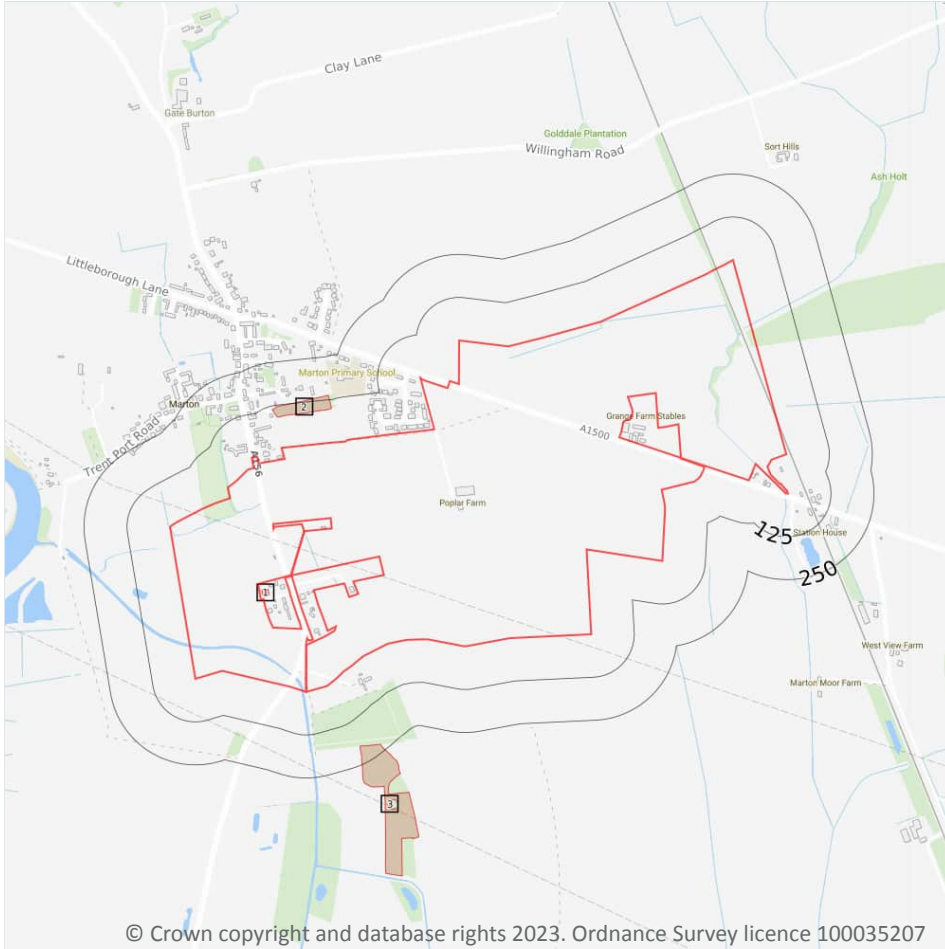 Clay Lane
Gate Burton
Golddale Plantation
Willingham Road
Sort Hills
Ash Holt
Littleborough Lane
Marton Primary School
Marton
2
Grange Farm Stables
A1500
Trent Port Road
A156
Poplar Farm
125
Station House
250
1
West View Farm
Marton Moor Farm
3
© Crown copyright and database rights 2023. Ordnance Survey licence 100035207